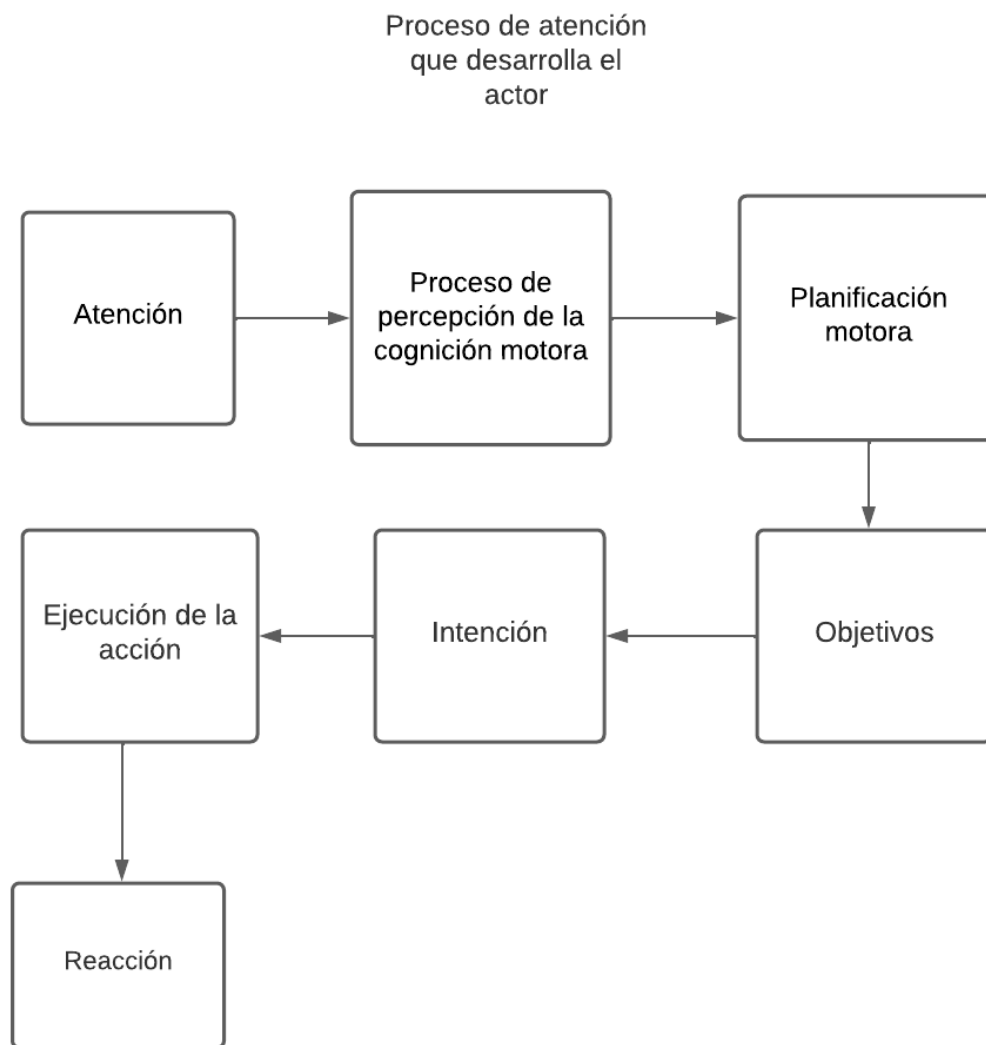 Proceso de atención
que desarrolla el
actor
Atención
Proceso de
percepción de la
cognición motora
Planificación
motora
Objetivos
Intención
Ejecución de la
acción
Reacción